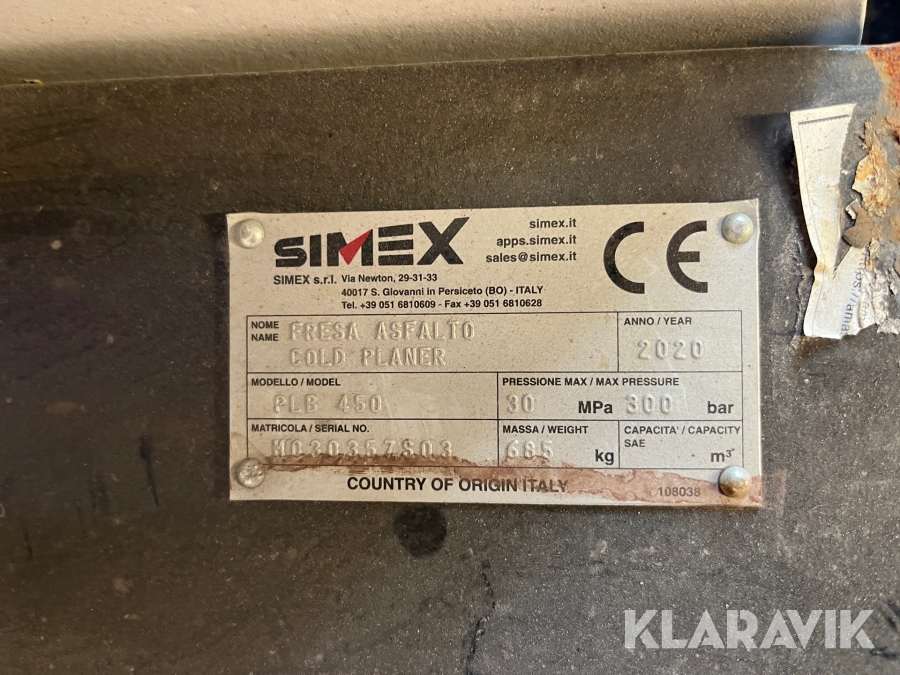 SIMEX
simex.it
apps.simex.it
sales@simex.it
CE
SIMEX s.r.l. Via Newton, 29-31-33
40017 S. Giovanni in Persiceto (BO) - ITALY
Tel. +39 051 6810609 - Fax +39 051 6810628
NOME
NAME
FRESA ASFALTO
COLD PLANER
ANNO / YEAR
2020
MODELLO / MODEL
PLB 450
PRESSIONE MAX / MAX PRESSURE
30 MPa 300 bar
MATRICOLA / SERIAL NO.
MASSA / WEIGHT
685 kg
CAPACITA' / CAPACITY
SAE
m³
COUNTRY OF ORIGIN ITALY
108038
KLARAVIK